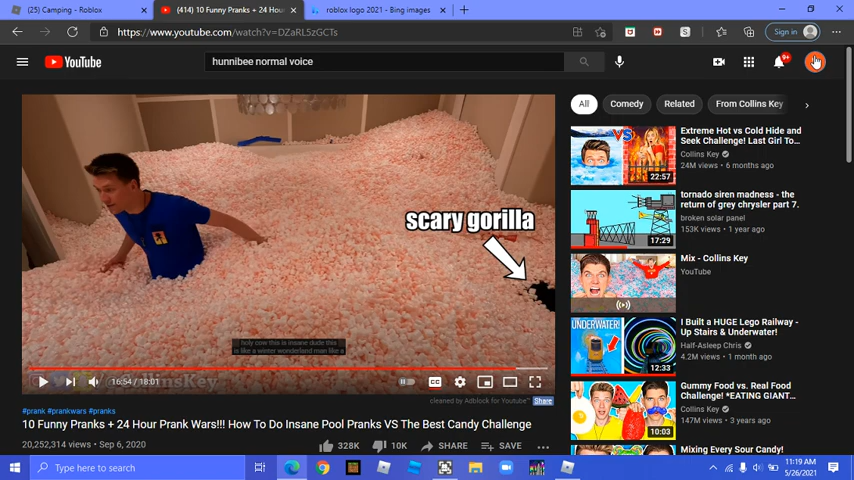 (25) Camping - Roblox
(414) 10 Funny Pranks + 24 Hour
roblox logo 2021 - Bing images
https://www.youtube.com/watch?v=DZaRL5zGCTs
Sign in
YouTube
hunnibee normal voice
9+
All
Comedy
Related
From Collins Key
scary gorilla
holy cow this is insane dude this
is like a winter wonderland man like a
16:54 / 18:01
CC
cleaned by Adblock for Youtube™
Share
#prank #prankwars #pranks
10 Funny Pranks + 24 Hour Prank Wars!!! How To Do Insane Pool Pranks VS The Best Candy Challenge
20,252,314 views • Sep 6, 2020
328K
10K
SHARE
SAVE
VS
22:57
Extreme Hot vs Cold Hide and
Seek Challenge! Last Girl To...
Collins Key
24M views • 6 months ago
17:29
tornado siren madness - the
return of grey chrysler part 7.
broken solar panel
153K views • 1 year ago
Mix - Collins Key
YouTube
UNDERWATER!
12:33
I Built a HUGE Lego Railway -
Up Stairs & Underwater!
Half-Asleep Chris
4.2M views • 1 month ago
10:03
Gummy Food vs. Real Food
Challenge! *EATING GIANT...
Collins Key
147M views • 3 years ago
Mixing Every Sour Candy!
Type here to search
11:19 AM
5/26/2021